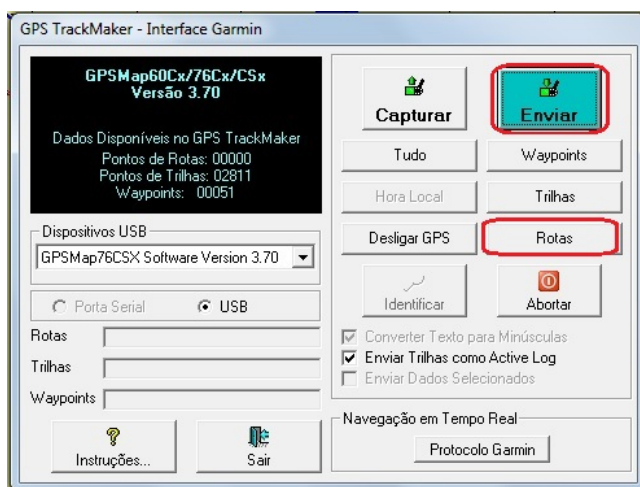 GPS TrackMaker - Interface Garmin
GPSMap60Cx/76Cx/CSx
Versão 3.70
Dados Disponíveis no GPS TrackMaker
Pontos de Rotas: 00000
Pontos de Trilhas: 02811
Waypoints: 00051
Dispositivos USB
GPSMap76CSX Software Version 3.70
Porta Serial
USB
Rotas
Trilhas
Waypoints
Instruções...
Sair
Capturar
Enviar
Tudo
Waypoints
Hora Local
Trilhas
Desligar GPS
Rotas
Identificar
Abortar
Converter Texto para Minúsculas
Enviar Trilhas como Active Log
Enviar Dados Selecionados
Navegação em Tempo Real
Protocolo Garmin